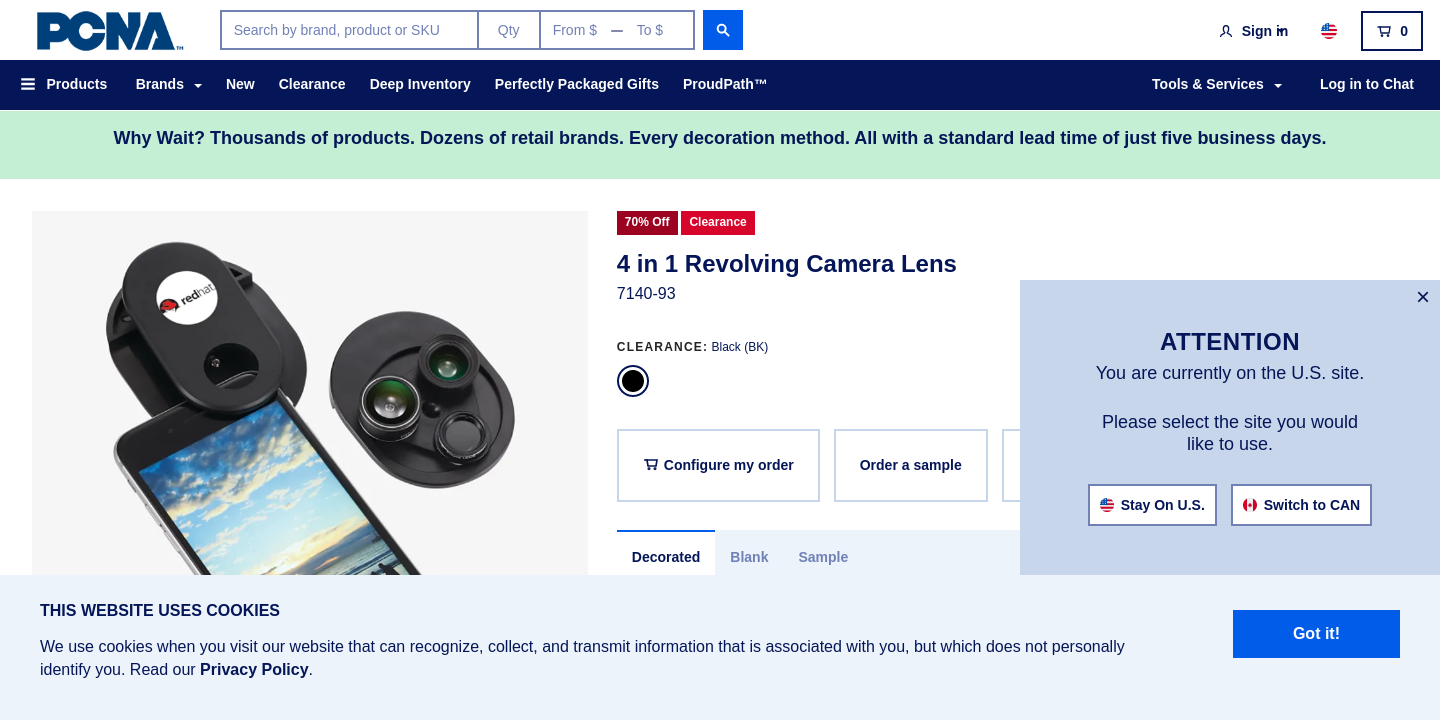 PCNA™
Search by brand, product or SKU
Qty
From $ — To $
Sign in
0
Products
Brands
New
Clearance
Deep Inventory
Perfectly Packaged Gifts
ProudPath™
Tools & Services
Log in to Chat
Why Wait? Thousands of products. Dozens of retail brands. Every decoration method. All with a standard lead time of just five business days.
redhat
70% Off
Clearance
4 in 1 Revolving Camera Lens
7140-93
CLEARANCE: Black (BK)
Configure my order
Order a sample
Decorated
Blank
Sample
×
ATTENTION
You are currently on the U.S. site.
Please select the site you would
like to use.
Stay On U.S.
Switch to CAN
THIS WEBSITE USES COOKIES
We use cookies when you visit our website that can recognize, collect, and transmit information that is associated with you, but which does not personally
identify you. Read our Privacy Policy.
Got it!